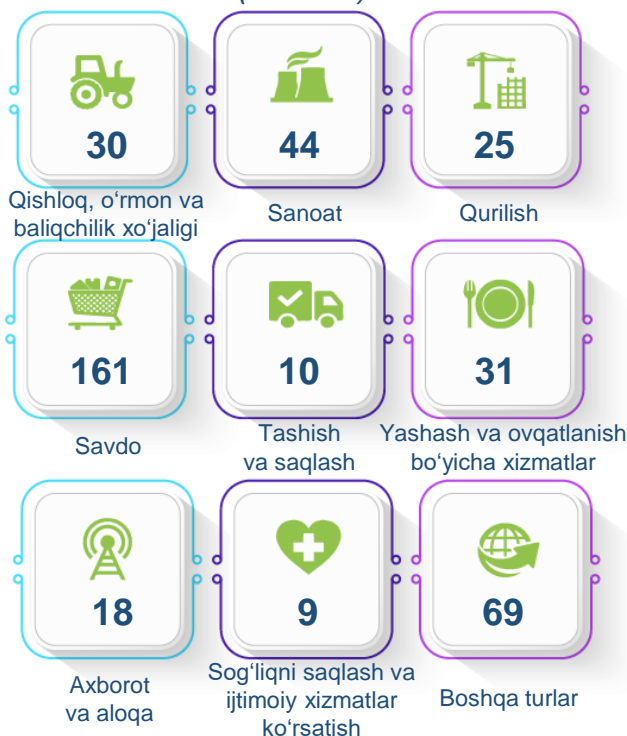 30
44
25
Qishloq, o‘rmon va
baliqchilik xo‘jaligi
Sanoat
Qurilish
161
10
31
Savdo
Tashish
va saqlash
Yashash va ovqatlanish
bo‘yicha xizmatlar
18
9
69
Axborot
va aloqa
Sog‘liqni saqlash va
ijtimoiy xizmatlar
ko‘rsatish
Boshqa turlar